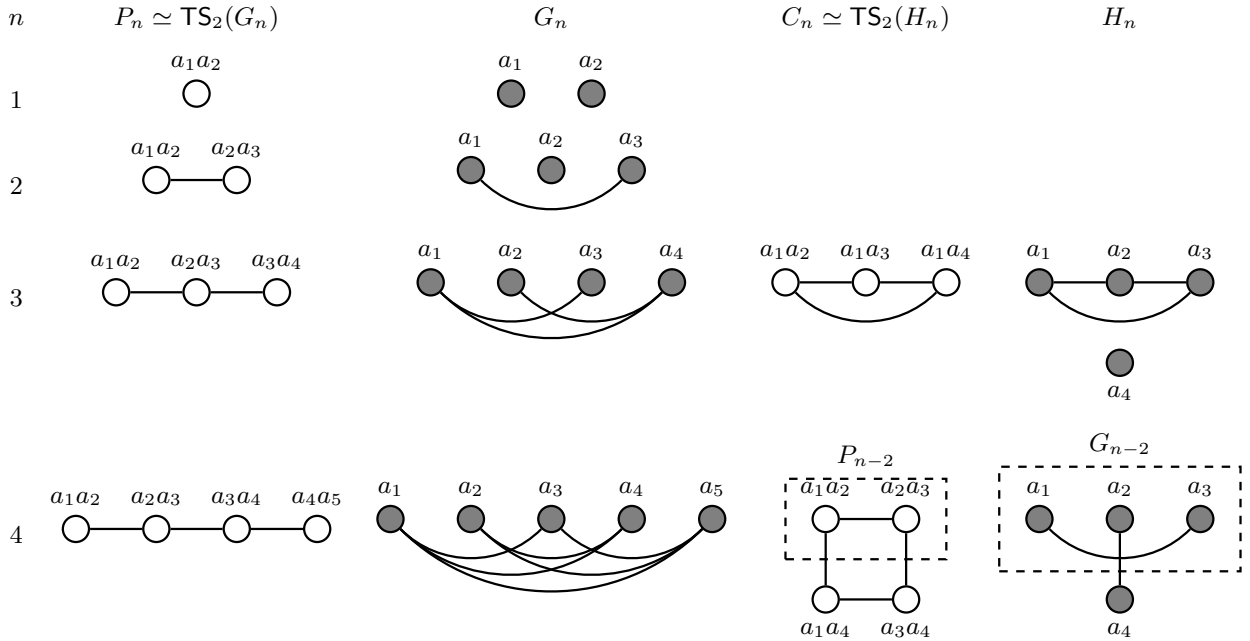 n P_n ≃ TS_2(G_n) G_n C_n ≃ TS_2(H_n) H_n
a_1a_2 a_1 a_2
1
a_1a_2 a_2a_3 a_1 a_2 a_3
2
a_1a_2 a_2a_3 a_3a_4 a_1 a_2 a_3 a_4 a_1a_2 a_1a_3 a_1a_4 a_1 a_2 a_3
3
a_4
P_{n-2} G_{n-2}
a_1a_2 a_2a_3 a_3a_4 a_4a_5 a_1 a_2 a_3 a_4 a_5 a_1a_2 a_2a_3 a_1 a_2 a_3
4
a_1a_4 a_3a_4 a_4